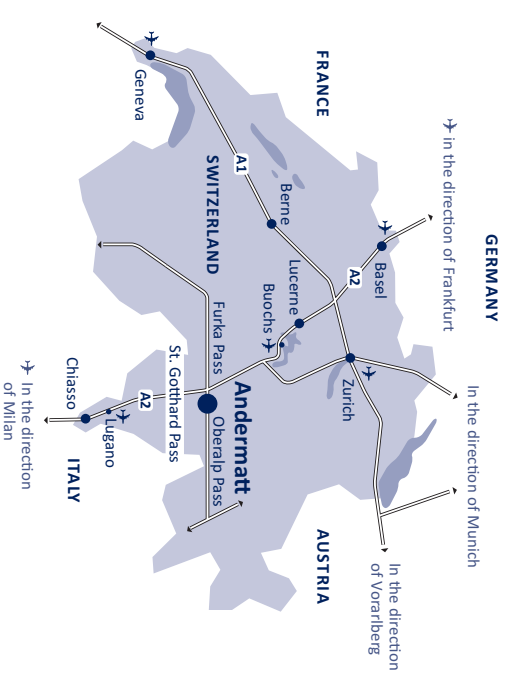 GERMANY
in the direction of Frankfurt
In the direction of Munich
FRANCE
Basel
A2
Zurich
In the direction
of Vorarlberg
AUSTRIA
Berne
Lucerne
Buochs
A1
SWITZERLAND
Furka Pass
Andermatt
Oberalp Pass
St. Gotthard Pass
Geneva
A2
Lugano
Chiasso
ITALY
In the direction
of Milan